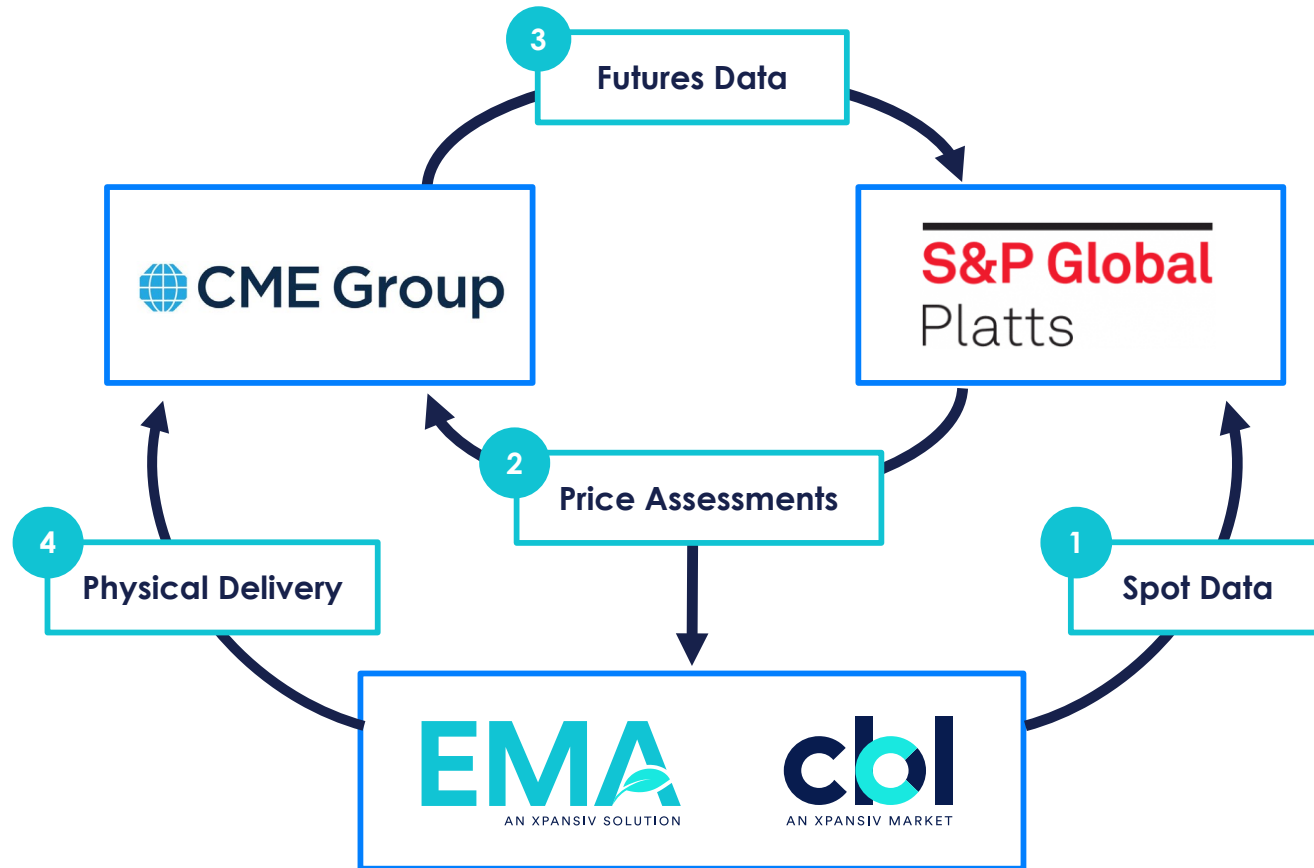 3
Futures Data
CME Group
S&P Global
Platts
2
Price Assessments
4
Physical Delivery
1
Spot Data
EMA
AN XPANSIV SOLUTION
cbl
AN XPANSIV MARKET